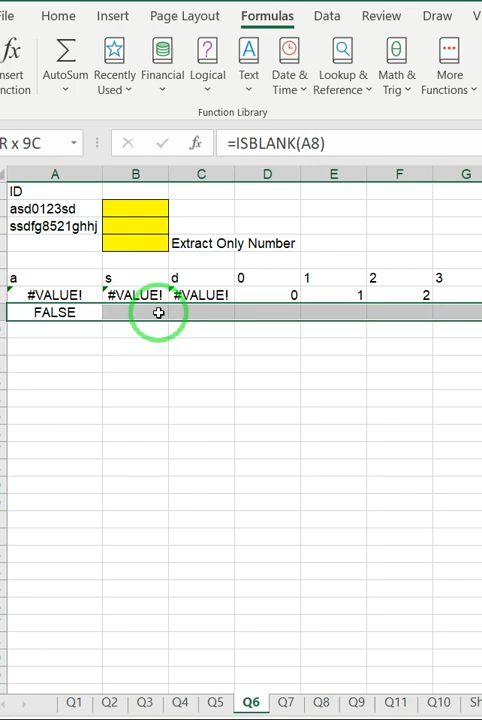 File Home Insert Page Layout Formulas Data Review Draw V
fx Insert Function
AutoSum
Recently Used
Financial
Logical
Text
Date & Time
Lookup & Reference
Math & Trig
More Functions
Function Library
R x 9C fx =ISBLANK(A8)
A B C D E F G
ID
asd0123sd
ssdfg8521ghhj
Extract Only Number
a s d 0 1 2 3
#VALUE! #VALUE! #VALUE! 0 1 2
FALSE
Q1 Q2 Q3 Q4 Q5 Q6 Q7 Q8 Q9 Q11 Q10 Sh